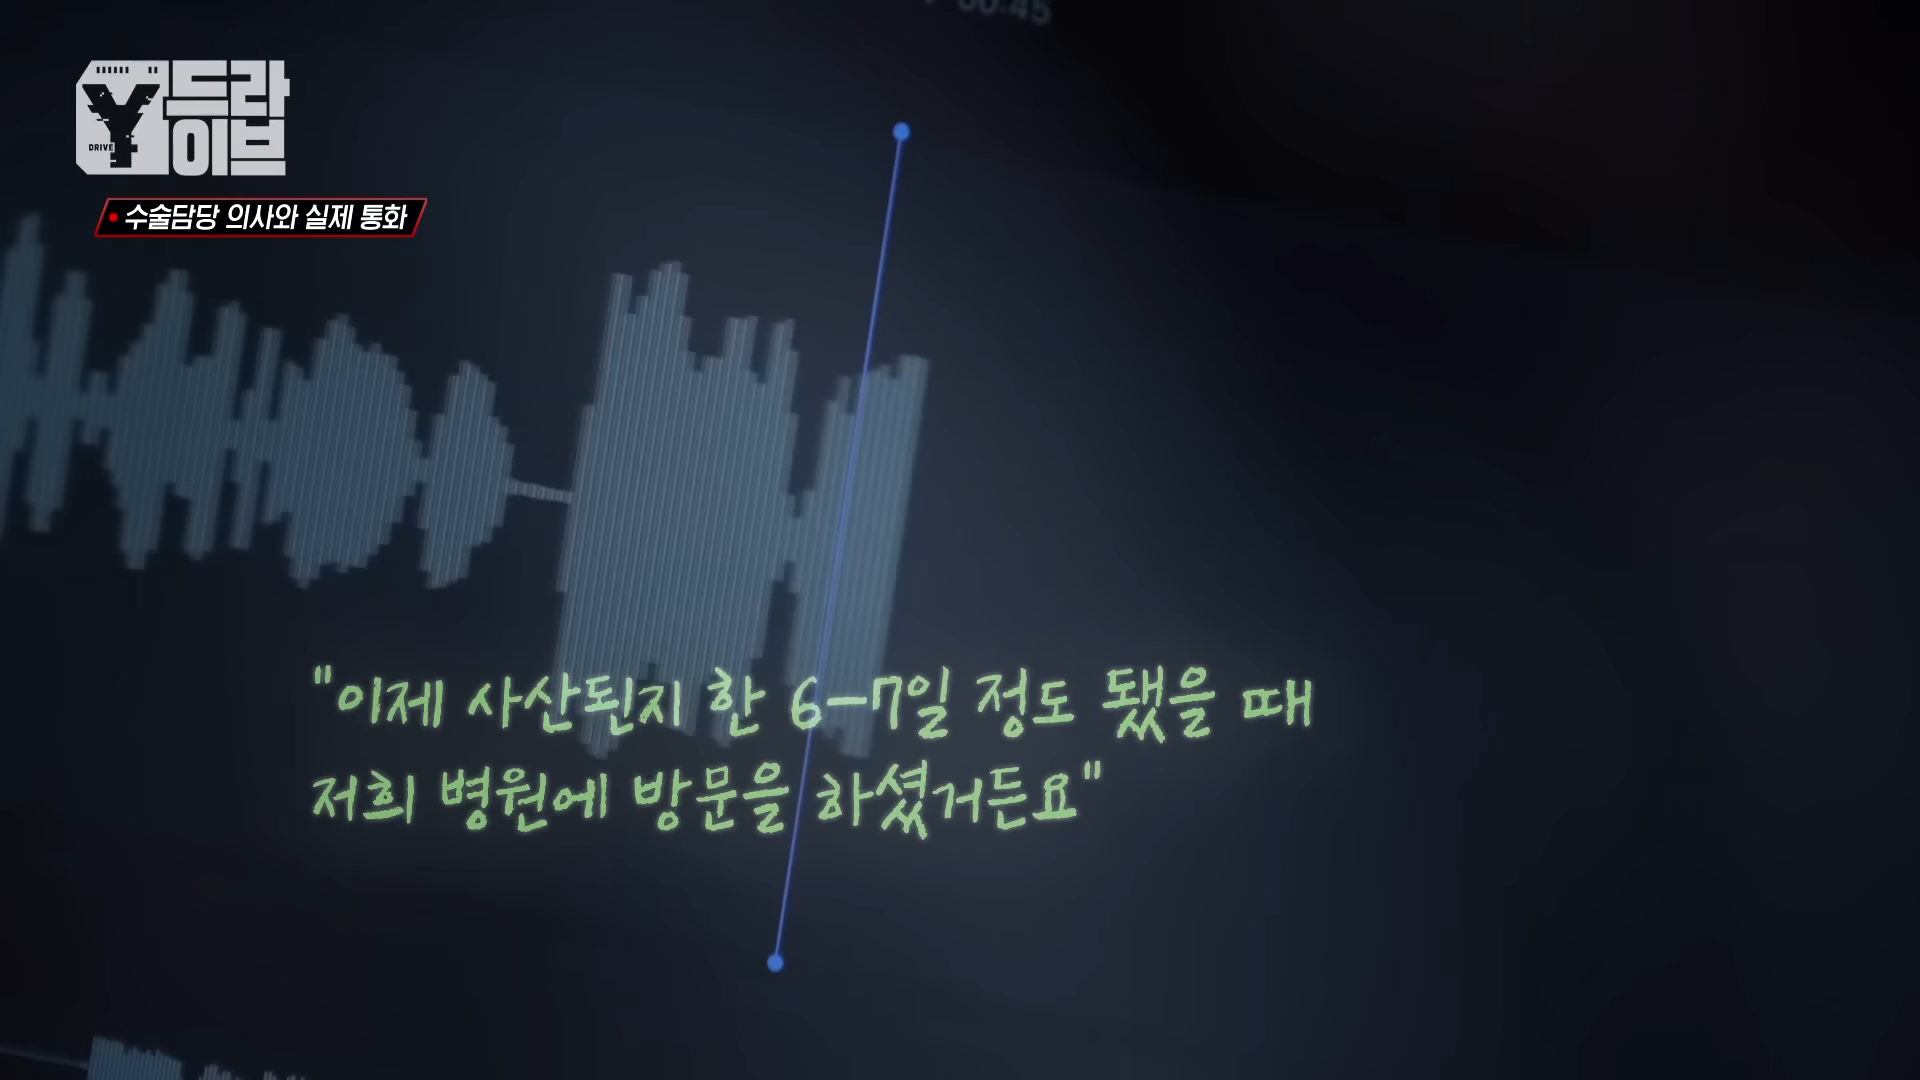 00:45
Y 드라이브
DRIVE
수술담당 의사와 실제 통화
"이제 사산된지 한 6-7일 정도 됐을 때
저희 병원에 방문을 하셨거든요"